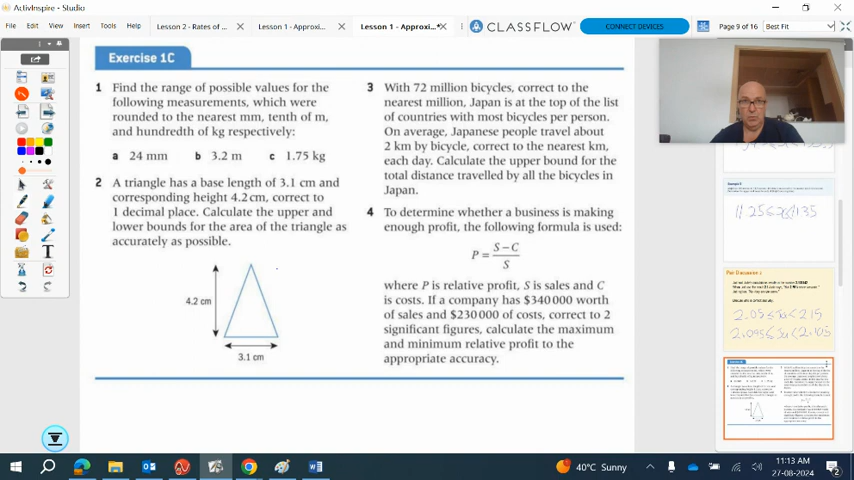 ActivInspire - Studio
File Edit View Insert Tools Help
Lesson 2 - Rates of ...
Lesson 1 - Approxi...
Lesson 1 - Approxi...*
CLASSFLOW
CONNECT DEVICES
Page 9 of 16
Best Fit
Exercise 1C
1 Find the range of possible values for the
following measurements, which were
rounded to the nearest mm, tenth of m,
and hundredth of kg respectively:
a 24 mm b 3.2 m c 1.75 kg
2 A triangle has a base length of 3.1 cm and
corresponding height 4.2 cm, correct to
1 decimal place. Calculate the upper and
lower bounds for the area of the triangle as
accurately as possible.
4.2 cm
3.1 cm
3 With 72 million bicycles, correct to the
nearest million, Japan is at the top of the list
of countries with most bicycles per person.
On average, Japanese people travel about
2 km by bicycle, correct to the nearest km,
each day. Calculate the upper bound for the
total distance travelled by all the bicycles in
Japan.
4 To determine whether a business is making
enough profit, the following formula is used:
P = S − C
S
where P is relative profit, S is sales and C
is costs. If a company has $340 000 worth
of sales and $230 000 of costs, correct to 2
significant figures, calculate the maximum
and minimum relative profit to the
appropriate accuracy.
40°C Sunny
11:13 AM
27-08-2024
2